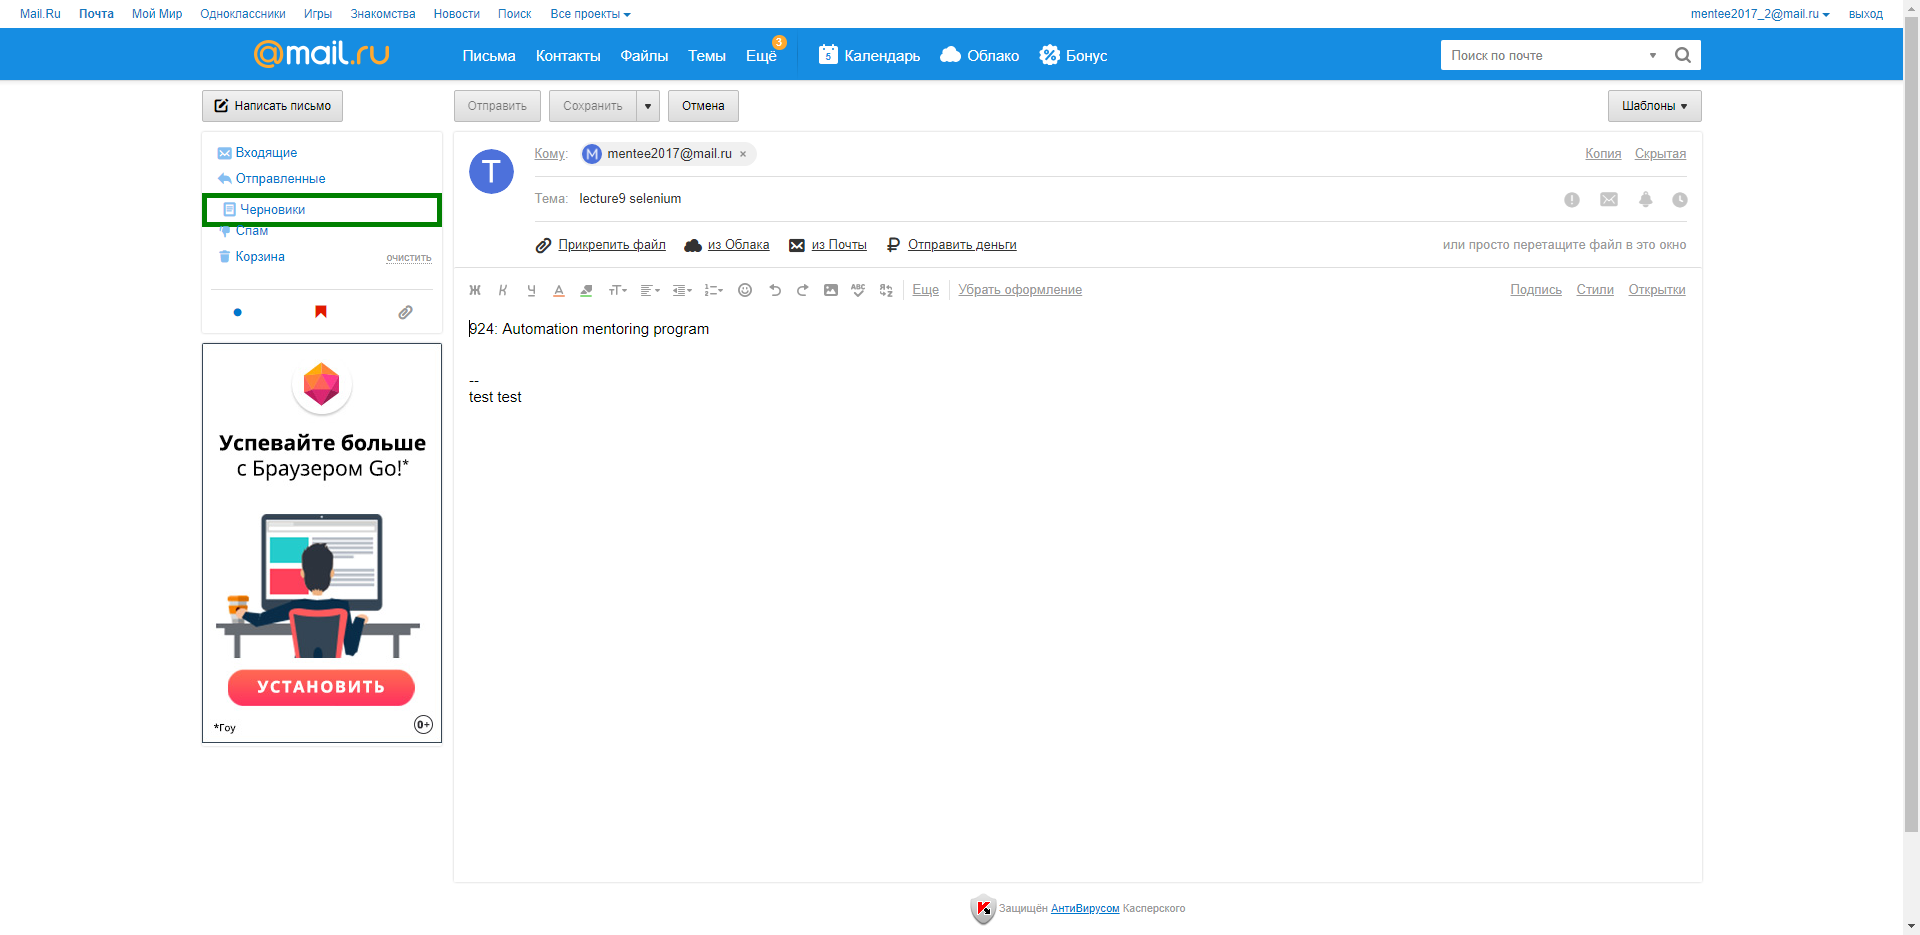 Mail.Ru Почта Мой Мир Одноклассники Игры Знакомства Новости Поиск Все проекты mentee2017_2@mail.ru выход
@mail.ru Письма Контакты Файлы Темы Ещё 3 5 Календарь Облако Бонус Поиск по почте
Написать письмо Отправить Сохранить Отмена Шаблоны
Входящие
Отправленные
Черновики
Спам
Корзина очистить
T Кому: M mentee2017@mail.ru × Копия Скрытая
Тема: lecture9 selenium
Прикрепить файл из Облака из Почты Отправить деньги или просто перетащите файл в это окно
Ж К Ч А тТ ABC Еще Убрать оформление Подпись Стили Открытки
924: Automation mentoring program
--
test test
Успевайте больше
с Браузером Go!*
УСТАНОВИТЬ
*Гоу 0+
Защищён АнтиВирусом Касперского